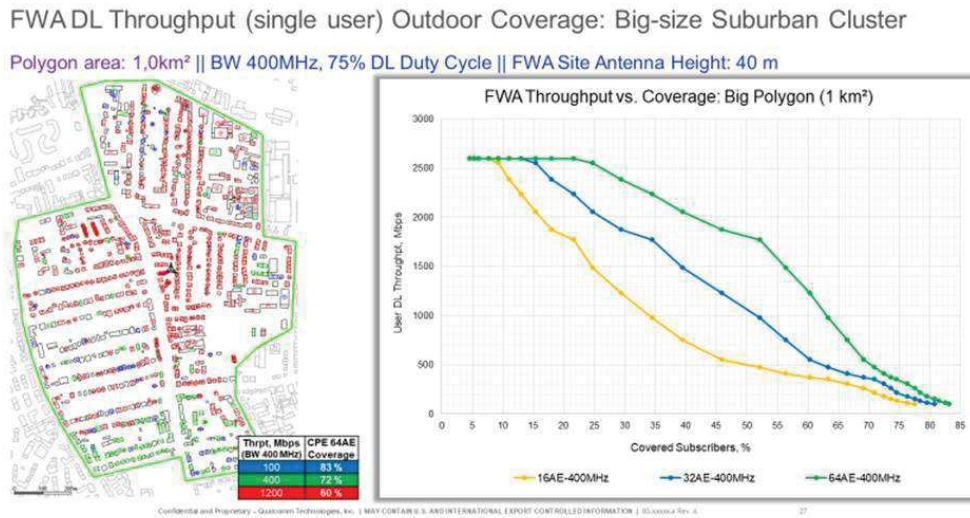 FWA DL Throughput (single user) Outdoor Coverage: Big-size Suburban Cluster
Polygon area: 1,0km² || BW 400MHz, 75% DL Duty Cycle || FWA Site Antenna Height: 40 m
Thrpt, Mbps (BW 400 MHz) CPE 64AE Coverage
100 83 %
400 72 %
1200 60 %
FWA Throughput vs. Coverage: Big Polygon (1 km²)
User DL Throughpt, Mbps
3000
2500
2000
1500
1000
500
0
0 5 10 15 20 25 30 35 40 45 50 55 60 65 70 75 80 85
Covered Subscribers, %
16AE-400MHz 32AE-400MHz 64AE-400MHz
Confidential and Proprietary - Qualcomm Technologies, Inc. | MAY CONTAIN U.S. AND INTERNATIONAL EXPORT CONTROLLED INFORMATION | Rev. A 27